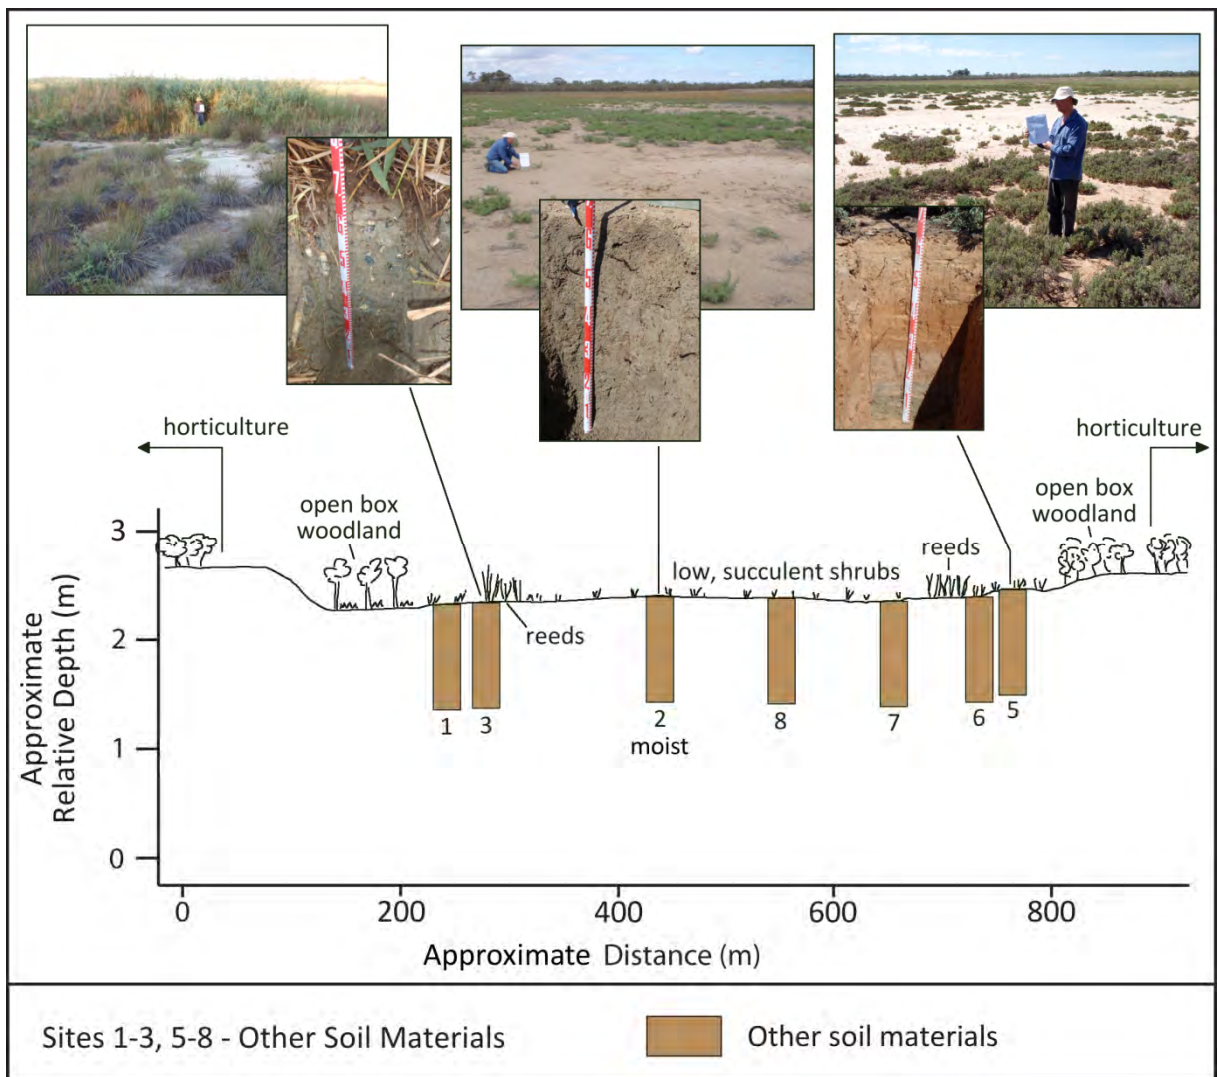 horticulture
horticulture
open box
woodland
open box
woodland
reeds
low, succulent shrubs
reeds
3
2
1
0
Approximate
Relative Depth (m)
1
3
2
moist
8
7
6
5
0
200
400
600
800
Approximate Distance (m)
Sites 1-3, 5-8 - Other Soil Materials
Other soil materials